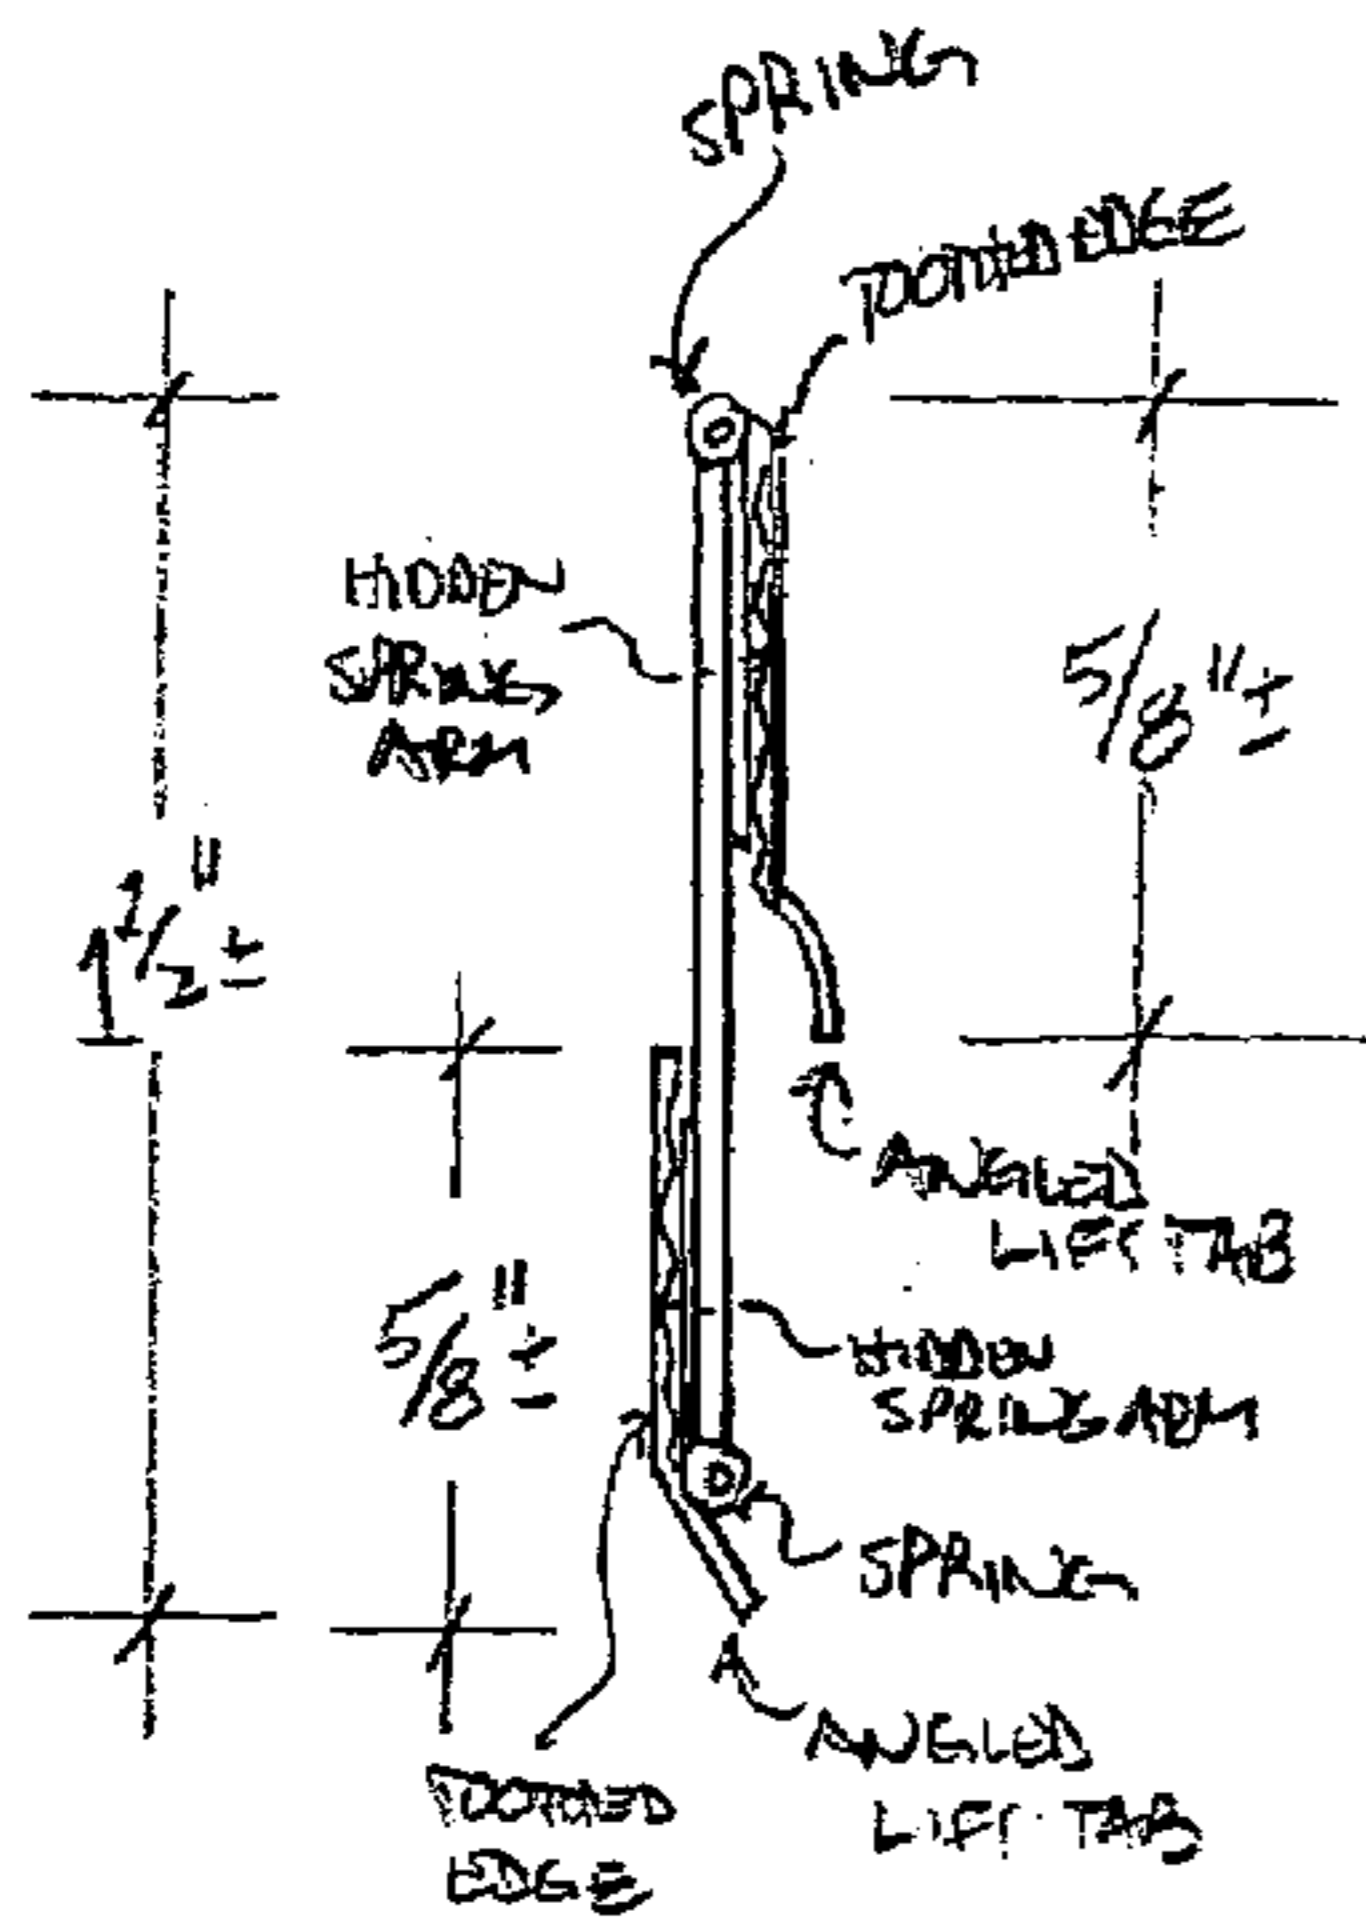 SPRING
TOOTHED EDGE
HIDDEN
SPRING
ARM
5/8"±
1 1/2"±
ANGLED
LIFT TAB
5/8"±
HIDDEN
SPRING ARM
SPRING
ANGLED
LIFT TAB
TOOTHED
EDGE